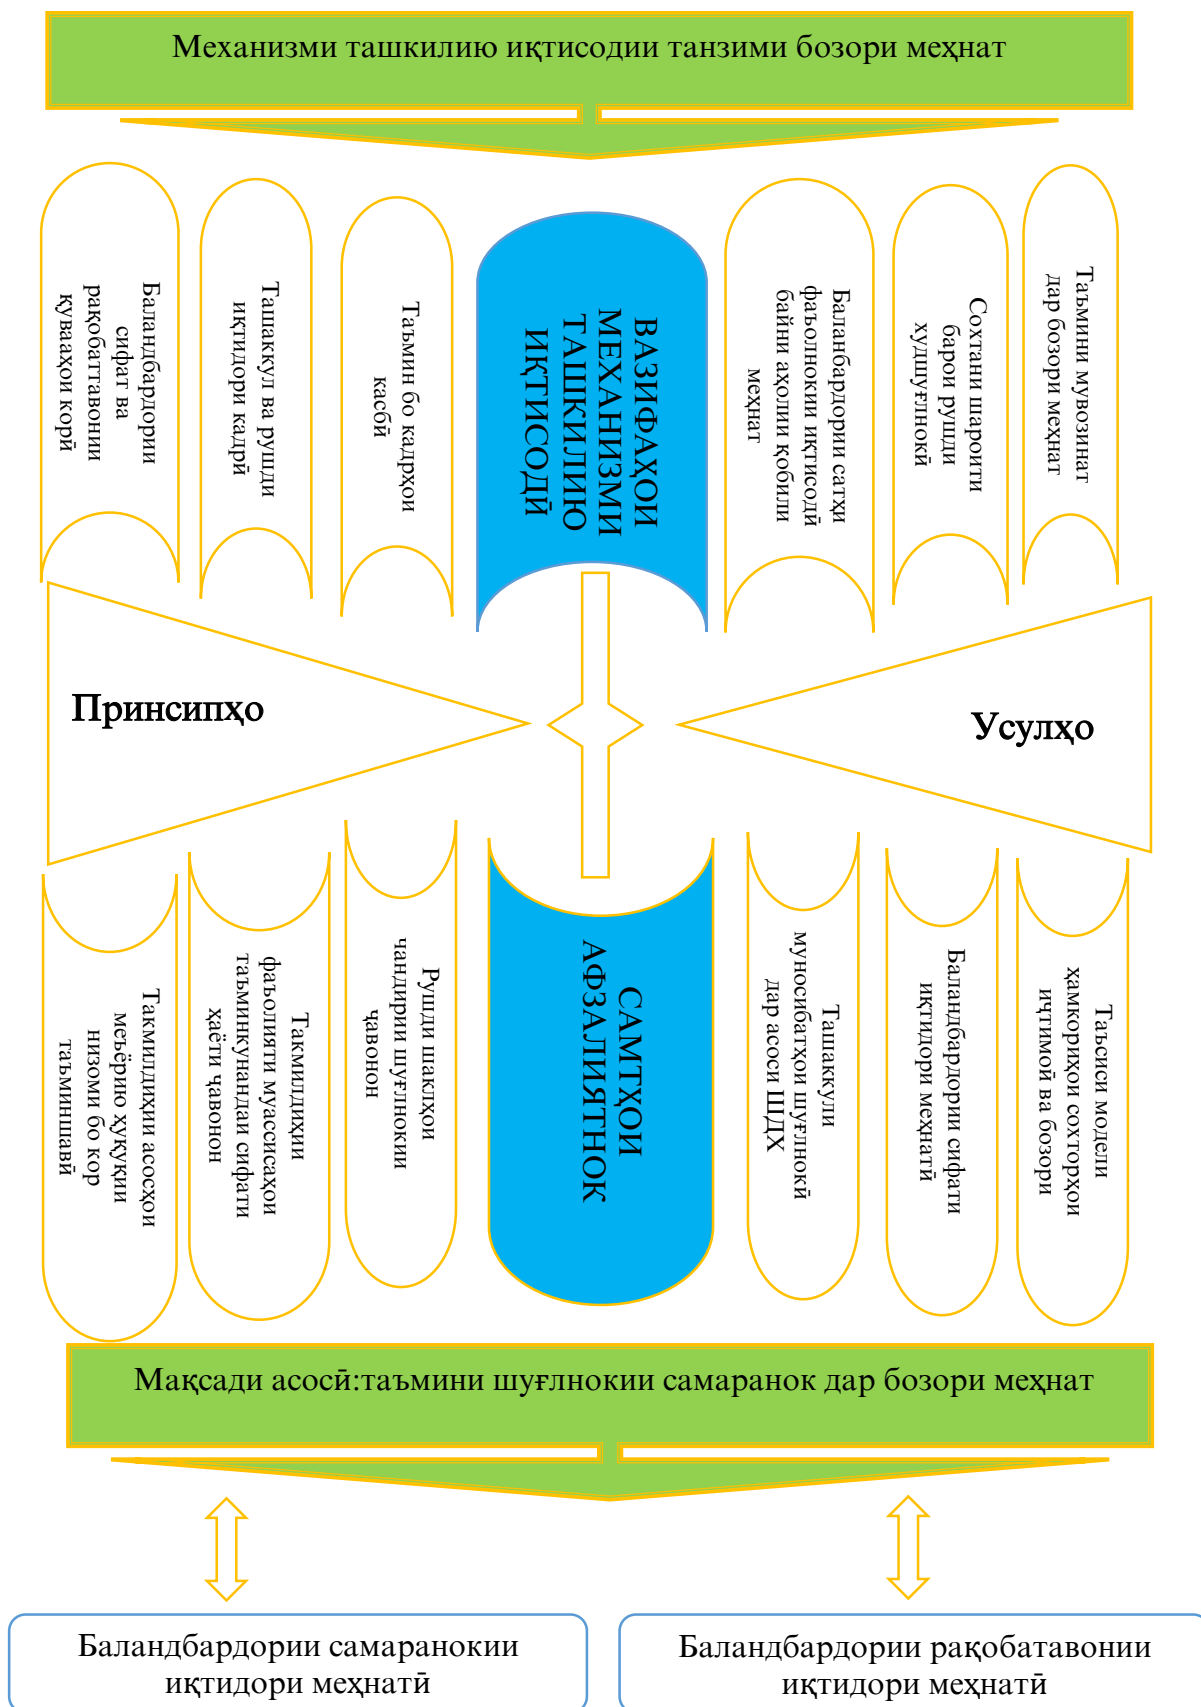 Механизми ташкилию иқтисодии танзими бозори меҳнат
Баландбардории
сифат ва
рақобаттавонии
қувваҳои корӣ
Ташаккул ва рушди
иқтидори кадрӣ
Таъмин бо кадрҳои
касбӣ
ВАЗИФАҲОИ
МЕХАНИЗМИ
ТАШКИЛИЮ
ИҚТИСОДӢ
Баланбардории сатҳи
фаъолнокии иқтисодӣ
байни аҳолии қобили
меҳнат
Сохтани шароити
барои рушди
худшуғлнокӣ
Таъмини мувозинат
дар бозори меҳнат
Принсипҳо
Усулҳо
Такмилдиҳии асосҳои
меъёрию ҳуқуқии
низоми бо кор
таъминшавӣ
Такмилдиҳии
фаъолияти муассисаҳои
таъминкунандаи сифати
ҳаёти ҷавонон
Рушди шаклҳои
чандирии шуғлнокии
ҷавонон
САМТҲОИ
АФЗАЛИЯТНОК
Ташаккули
муносибатҳои шуғлнокӣ
дар асоси ШДХ
Баландбардории сифати
иқтидори меҳнатӣ
Таъсиси модели
ҳамкориҳои сохторҳои
иҷтимоӣ ва бозори
Мақсади асосӣ:таъмини шуғлнокии самаранок дар бозори меҳнат
Баландбардории самаранокии
иқтидори меҳнатӣ
Баландбардории рақобатавонии
иқтидори меҳнатӣ